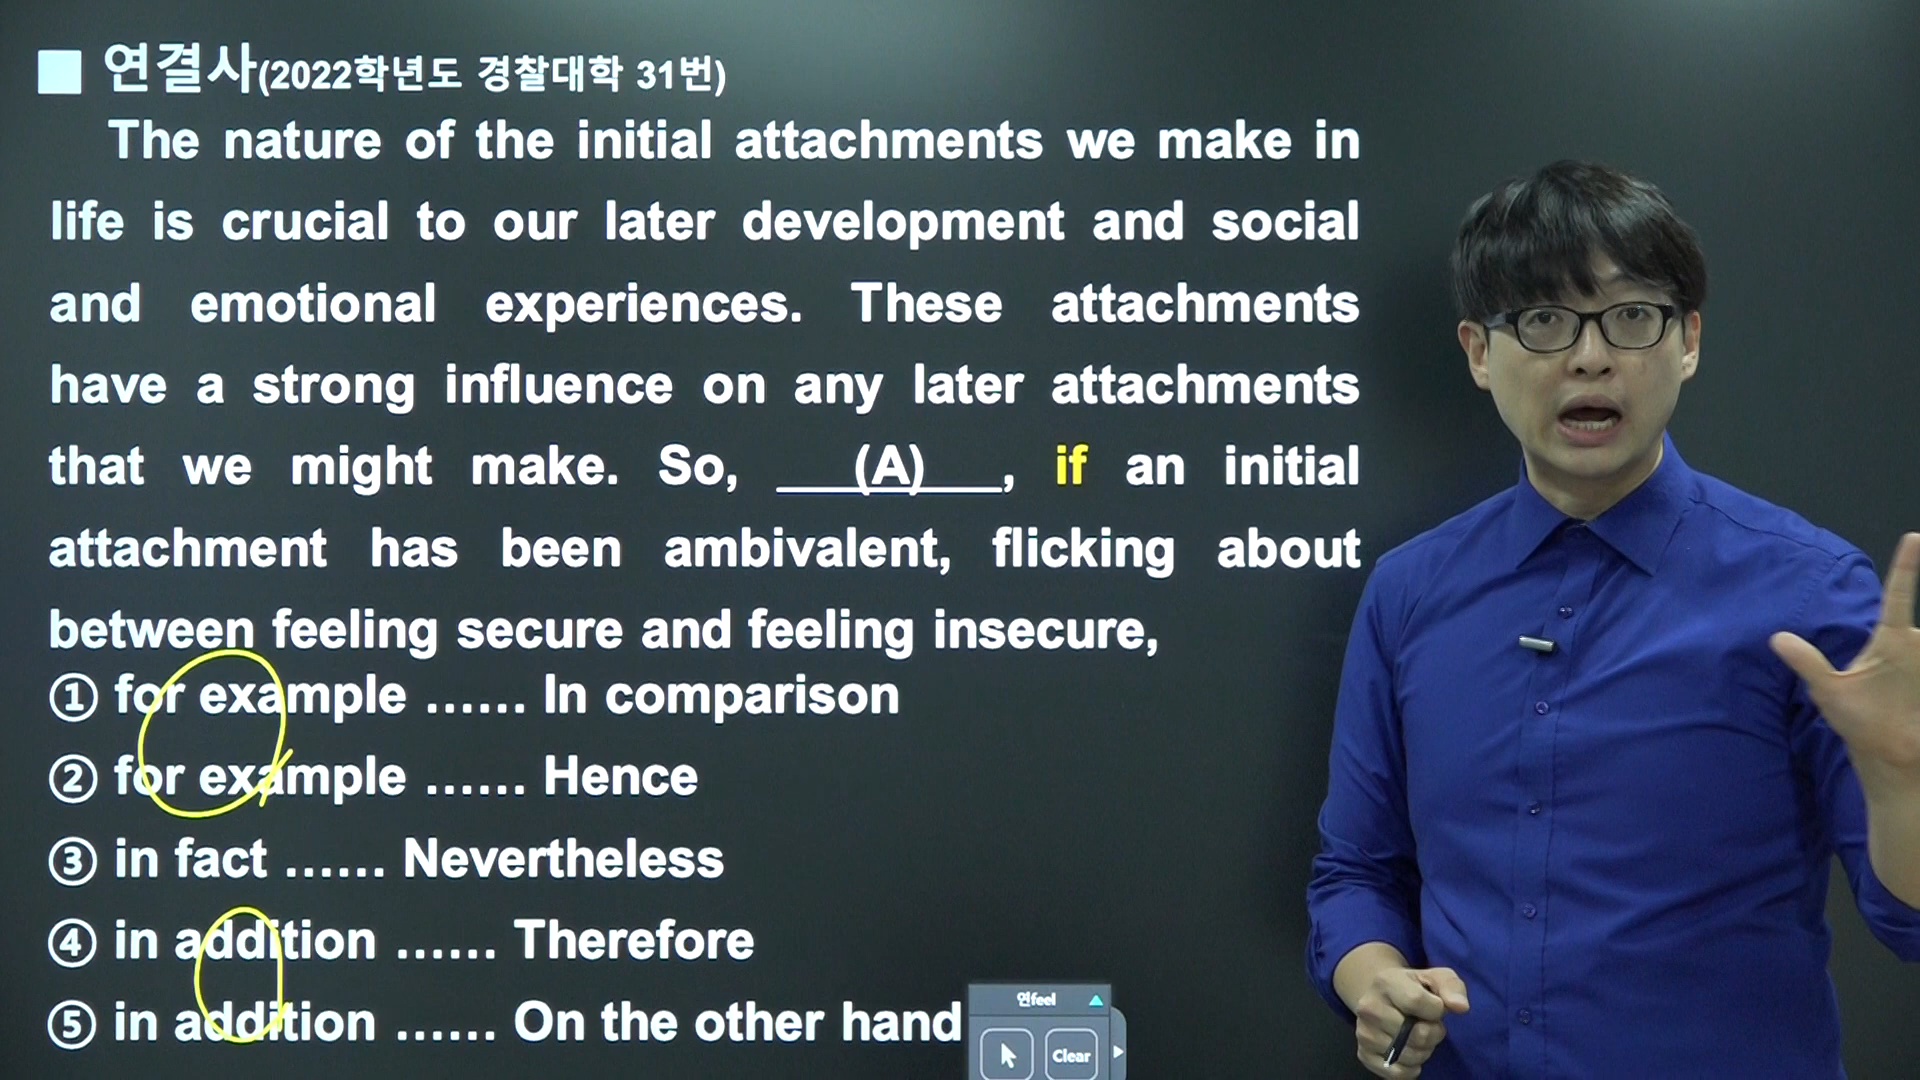 ■ 연결사(2022학년도 경찰대학 31번)
The nature of the initial attachments we make in
life is crucial to our later development and social
and emotional experiences. These attachments
have a strong influence on any later attachments
that we might make. So, ___(A)___, if an initial
attachment has been ambivalent, flicking about
between feeling secure and feeling insecure,
① for example …… In comparison
② for example …… Hence
③ in fact …… Nevertheless
④ in addition …… Therefore
⑤ in addition …… On the other hand
연feel
Clear